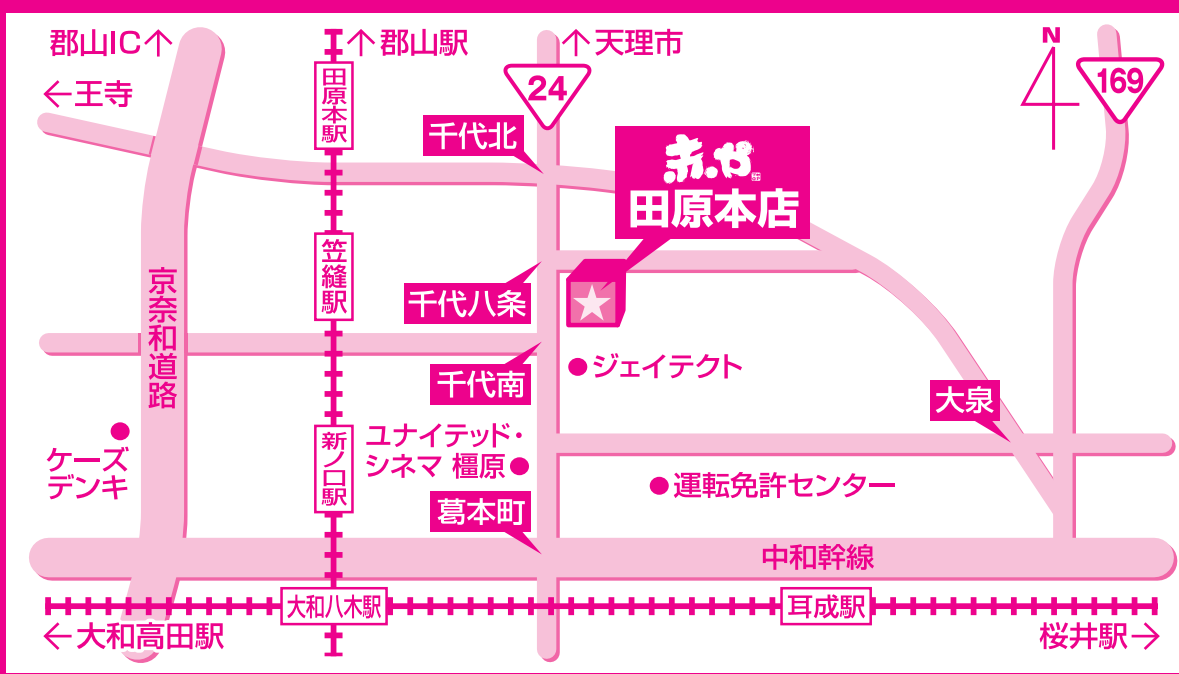 郡山IC↑
↑郡山駅
↑天理市
N
←王寺
田原本駅
24
169
千代北
赤のれん
田原本店
笠縫駅
京奈和道路
千代八条
千代南
ジェイテクト
大泉
ケーズ
デンキ
新ノ口駅
ユナイテッド・
シネマ 橿原
運転免許センター
葛本町
中和幹線
大和八木駅
耳成駅
←大和高田駅
桜井駅→